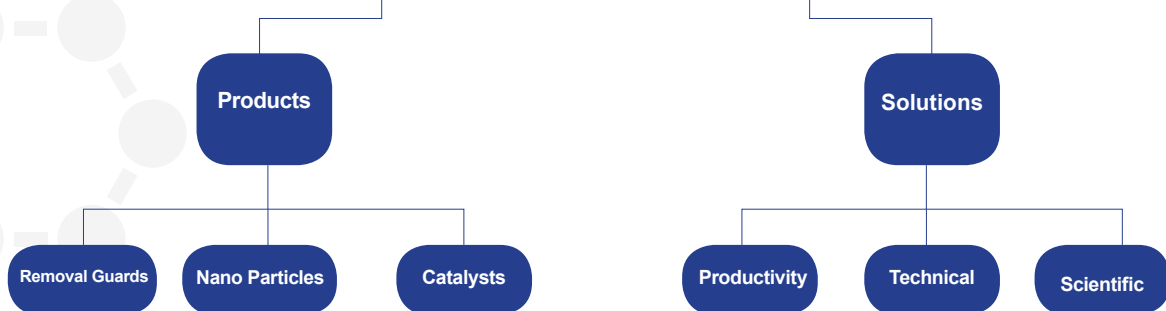 Products
Solutions
Removal Guards
Nano Particles
Catalysts
Productivity
Technical
Scientific